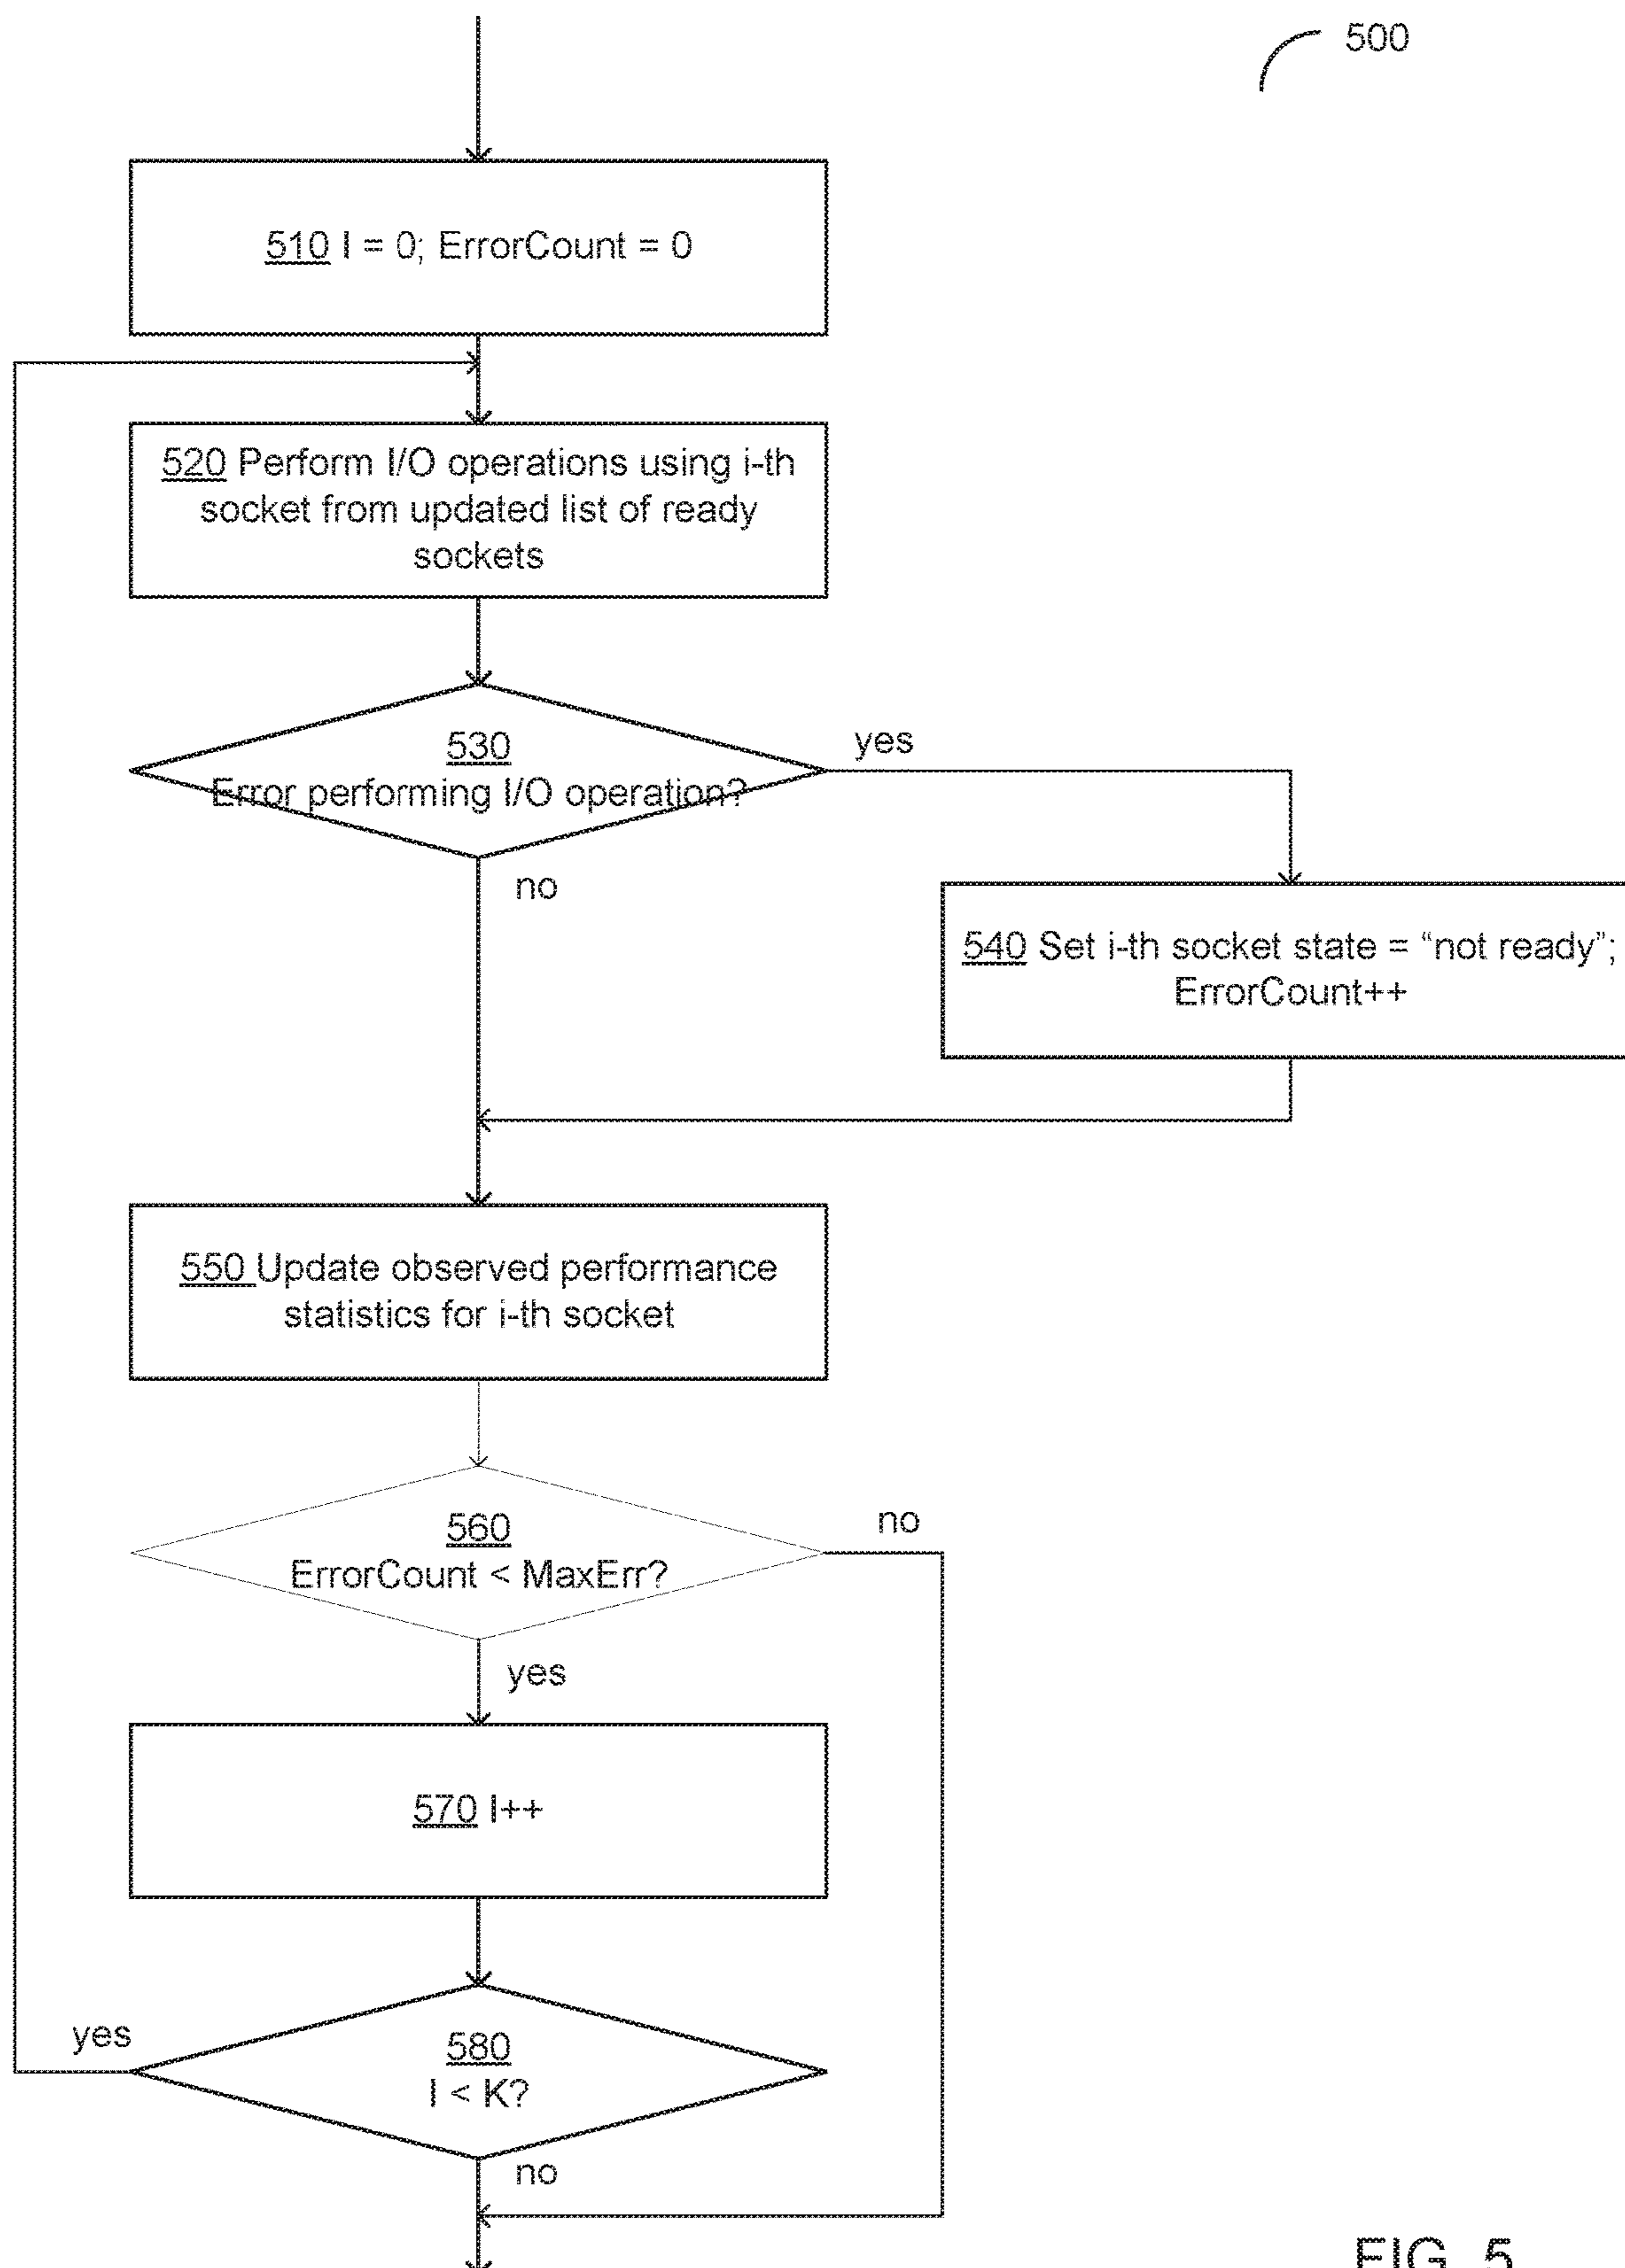 500
510 I = 0; ErrorCount = 0
520 Perform I/O operations using i-th
socket from updated list of ready
sockets
530
Error performing I/O operation?
yes
no
540 Set i-th socket state = “not ready”;
ErrorCount++
550 Update observed performance
statistics for i-th socket
560
ErrorCount < MaxErr?
no
yes
570 I++
yes
580
I < K?
no
FIG. 5